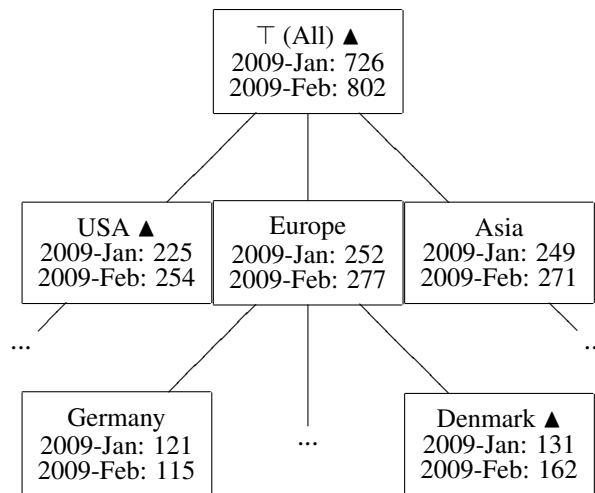 ⊤ (All) ▲
2009-Jan: 726
2009-Feb: 802
USA ▲
2009-Jan: 225
2009-Feb: 254
Europe
2009-Jan: 252
2009-Feb: 277
Asia
2009-Jan: 249
2009-Feb: 271
...
..
Germany
2009-Jan: 121
2009-Feb: 115
...
Denmark ▲
2009-Jan: 131
2009-Feb: 162